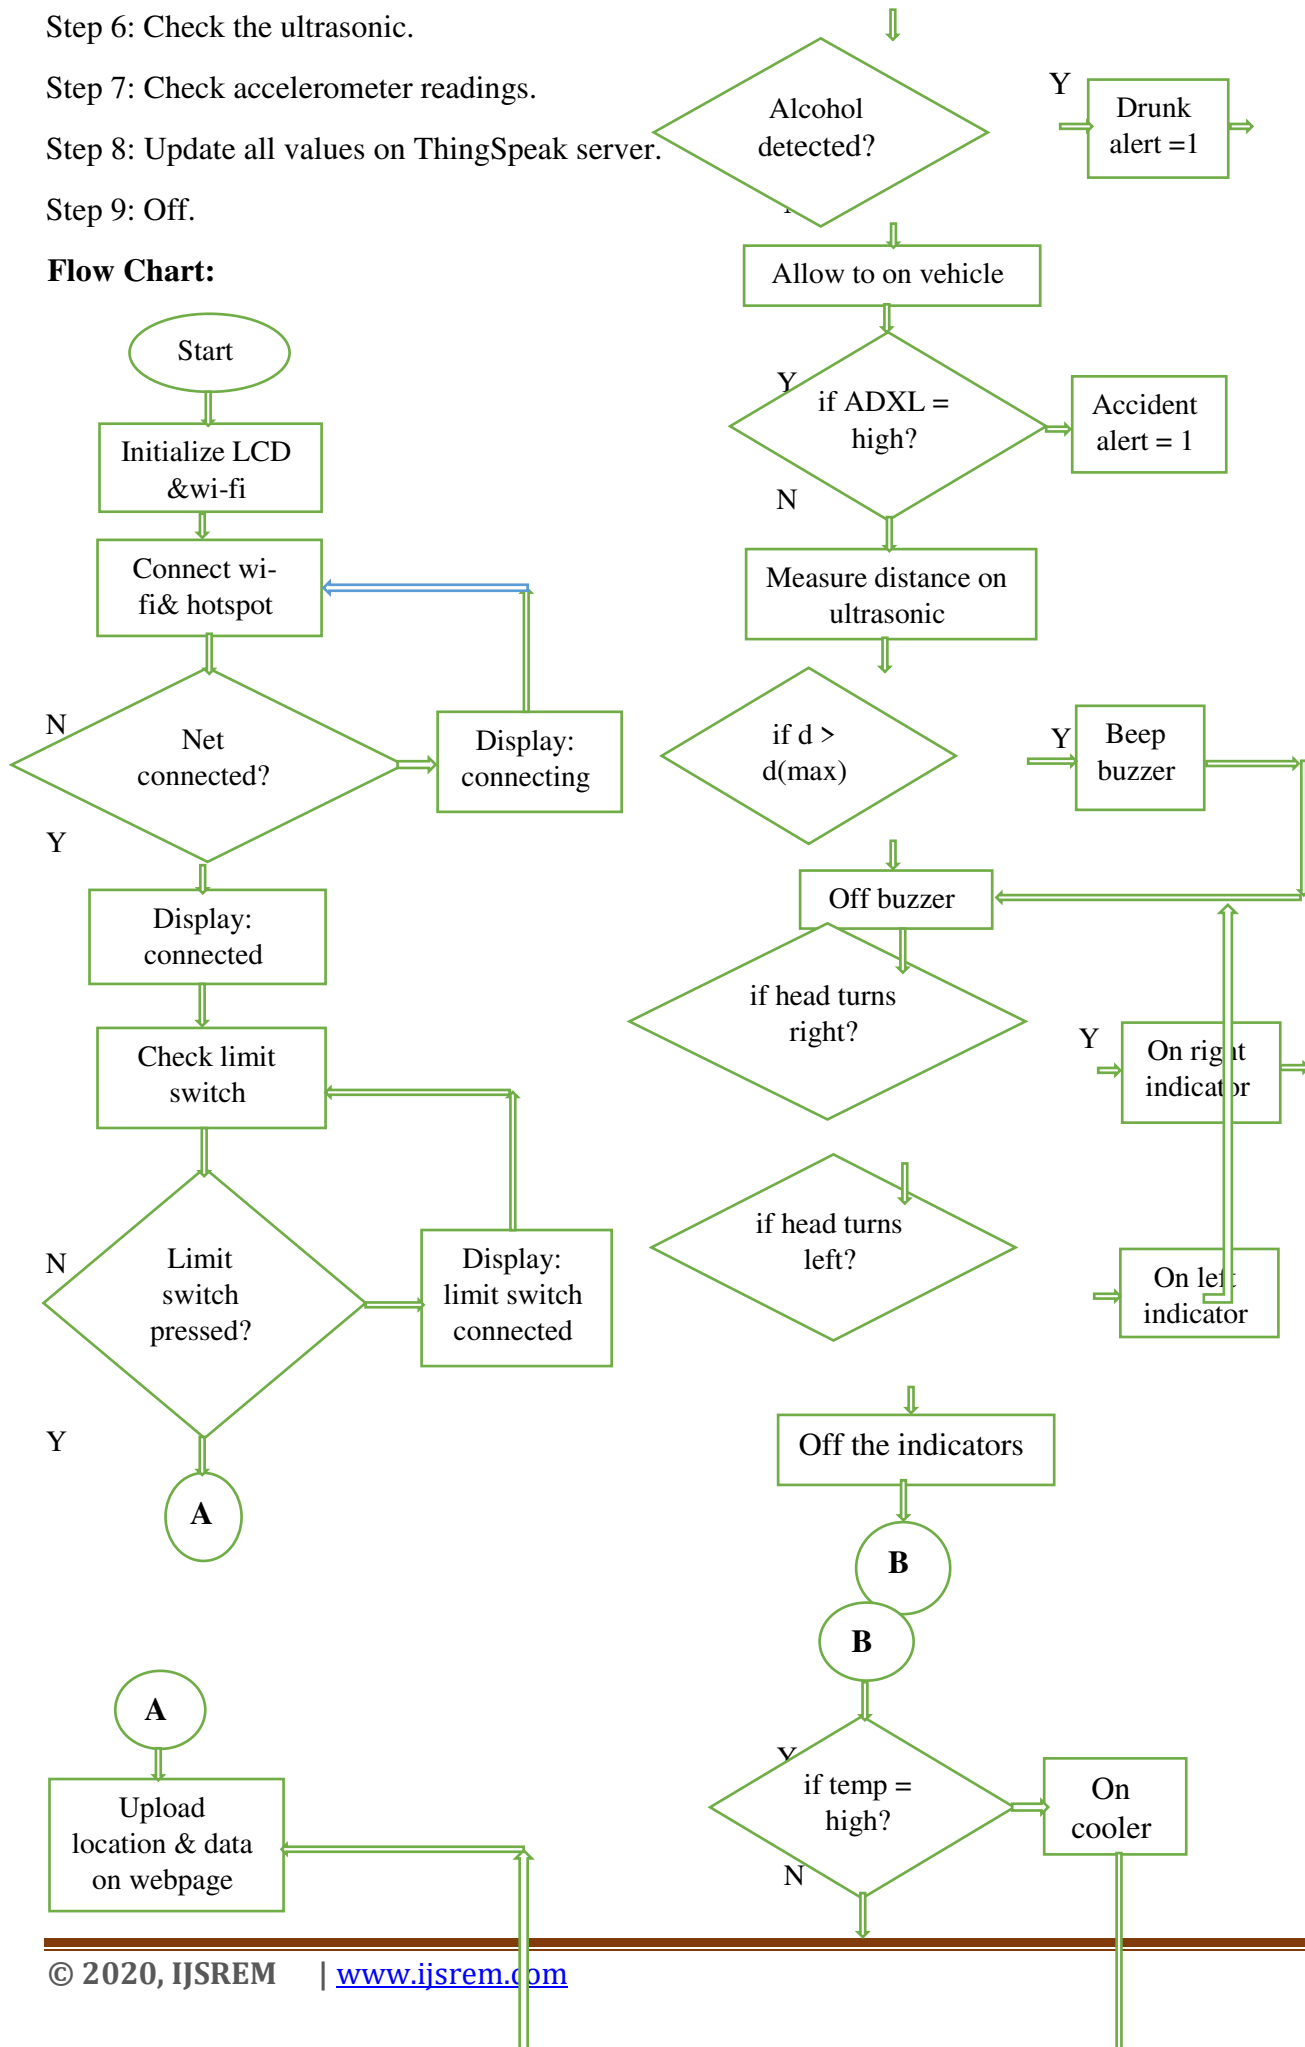 Step 6: Check the ultrasonic.
Step 7: Check accelerometer readings.
Step 8: Update all values on ThingSpeak server.
Step 9: Off.
Flow Chart:
Start
Initialize LCD
&wi-fi
Connect wi-
fi& hotspot
N
Net
connected?
Display:
connecting
Y
Display:
connected
Check limit
switch
N
Limit
switch
pressed?
Display:
limit switch
connected
Y
A
A
Upload
location & data
on webpage
Alcohol
detected?
Y
Drunk
alert =1
Allow to on vehicle
Y
if ADXL =
high?
Accident
alert = 1
N
Measure distance on
ultrasonic
if d >
d(max)
Y
Beep
buzzer
Off buzzer
if head turns
right?
Y
On right
indicator
if head turns
left?
On left
indicator
Off the indicators
B
B
Y
if temp =
high?
On
cooler
N
© 2020, IJSREM | www.ijsrem.com